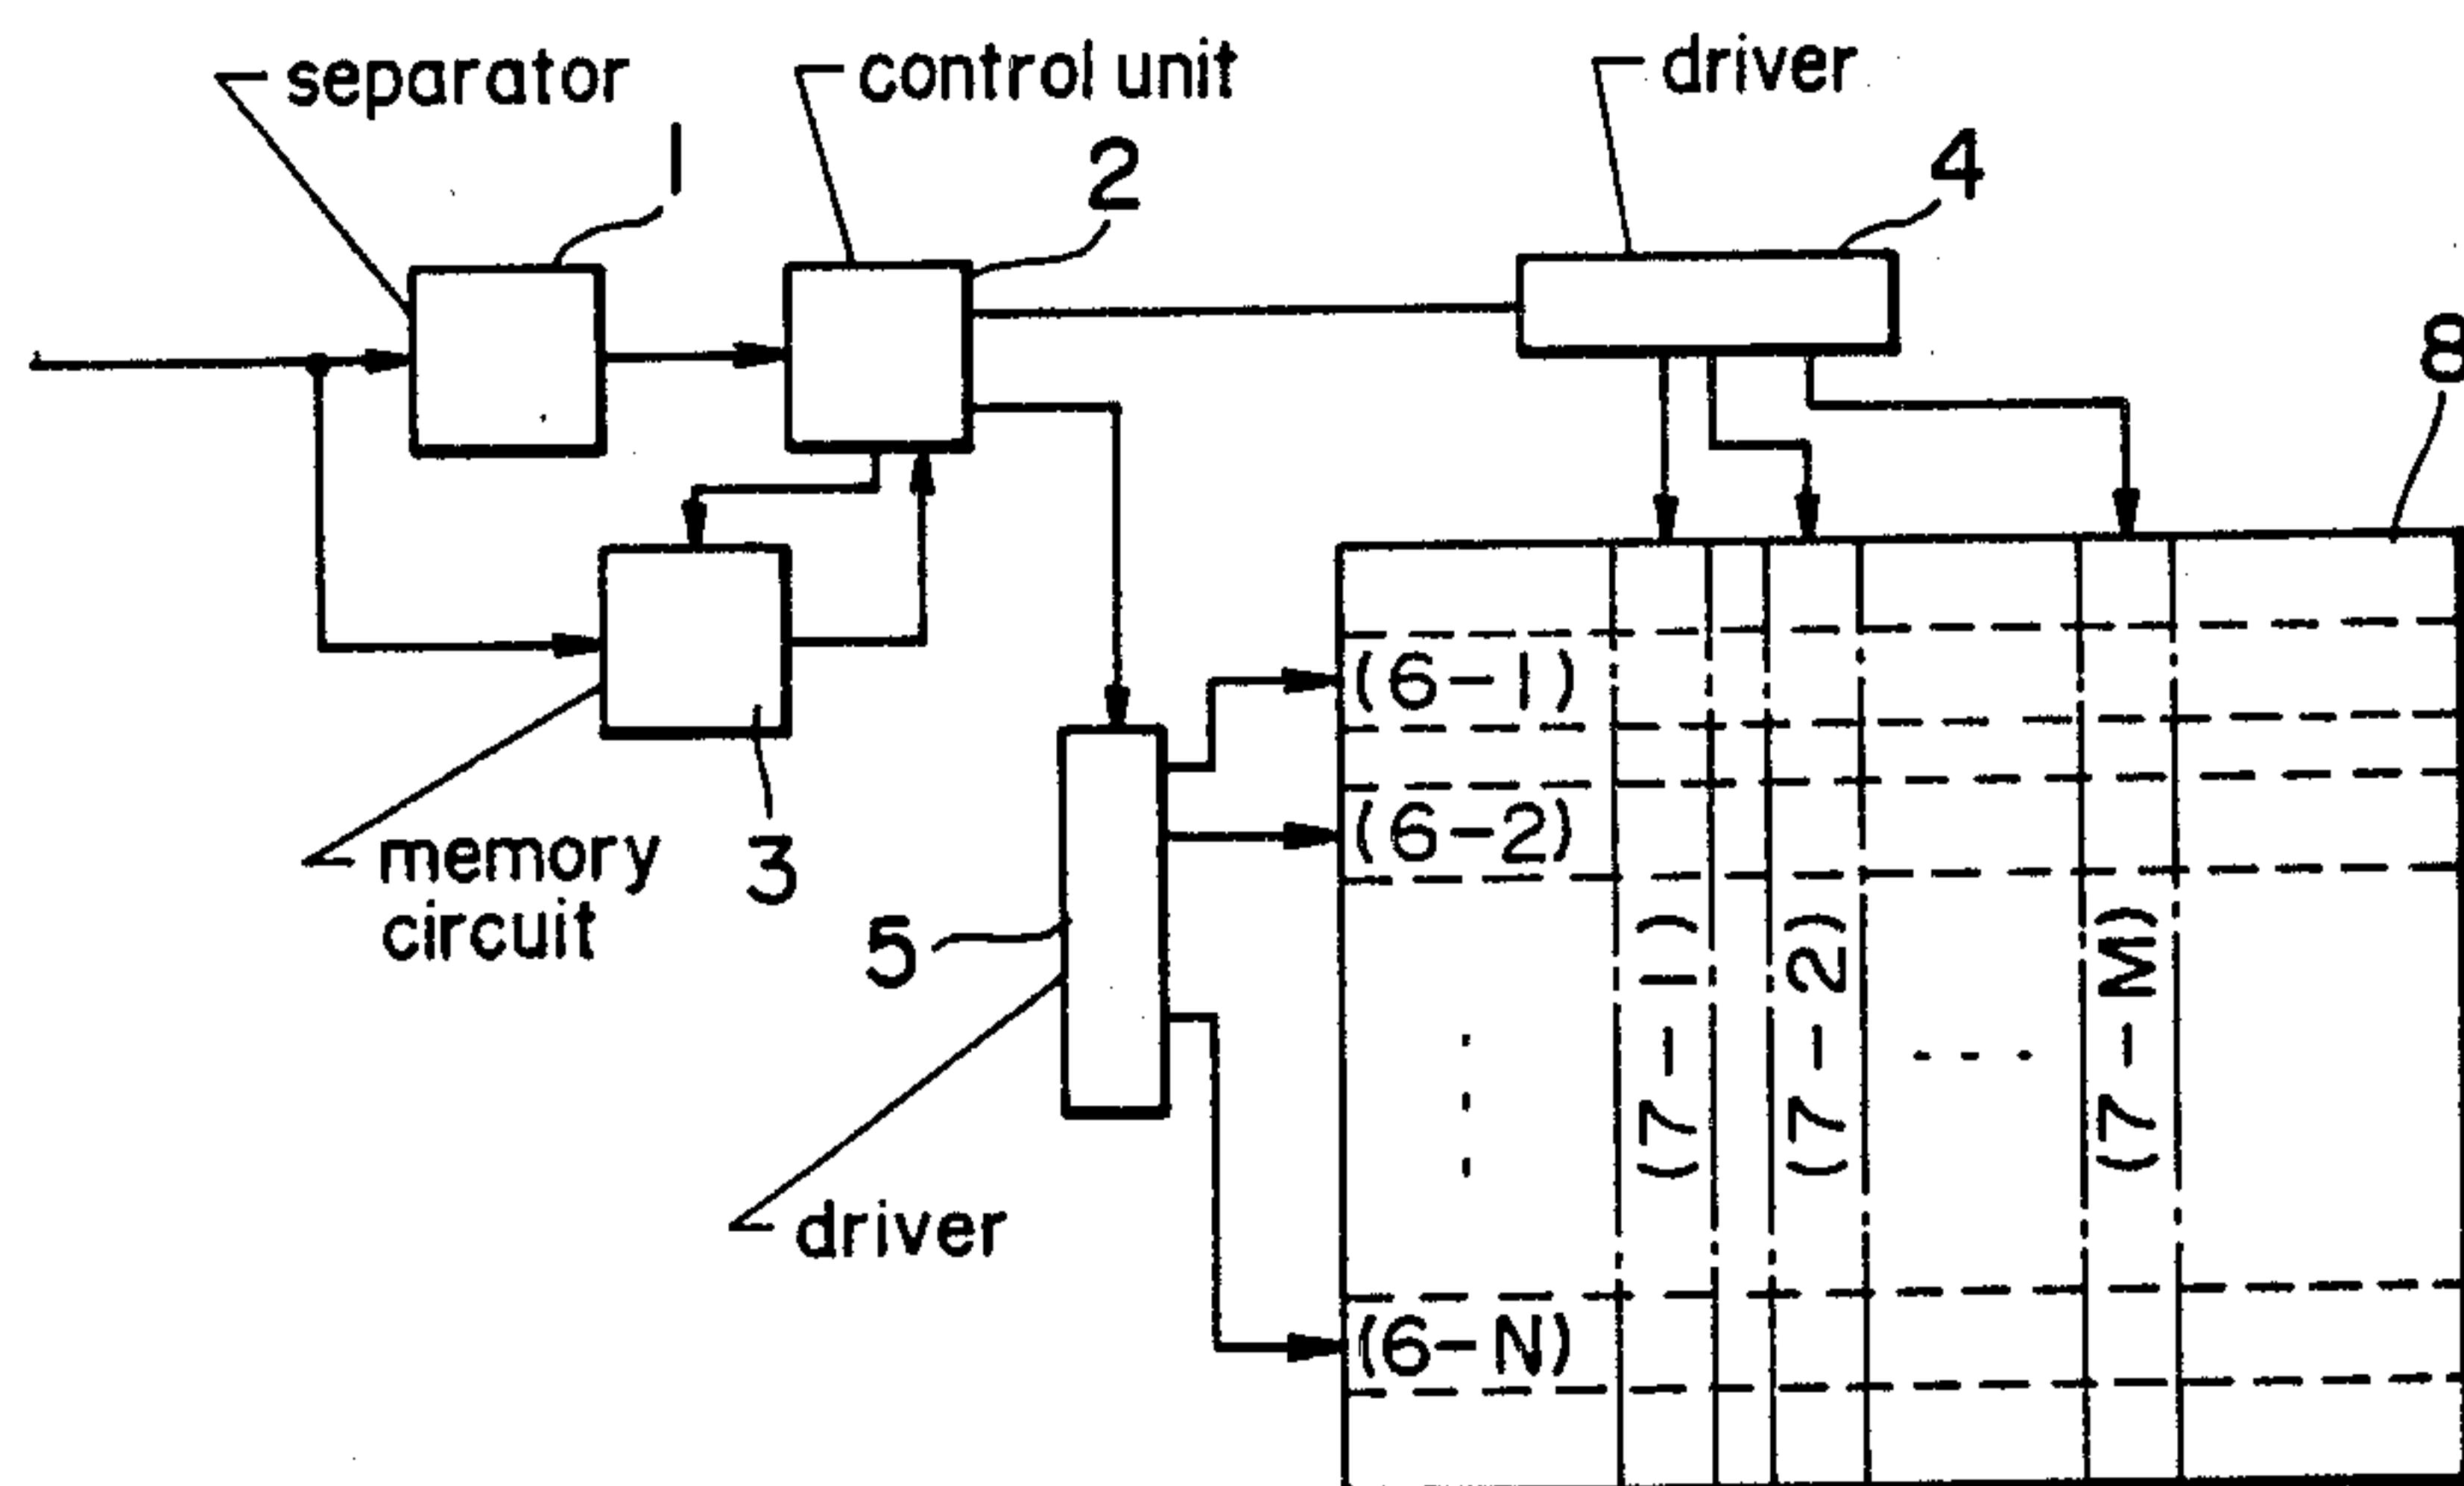 separator
control unit
driver
1
2
4
8
(6-1)
(6-2)
memory
circuit
3
5
(7-1)
(7-2)
(7-M)
driver
(6-N)